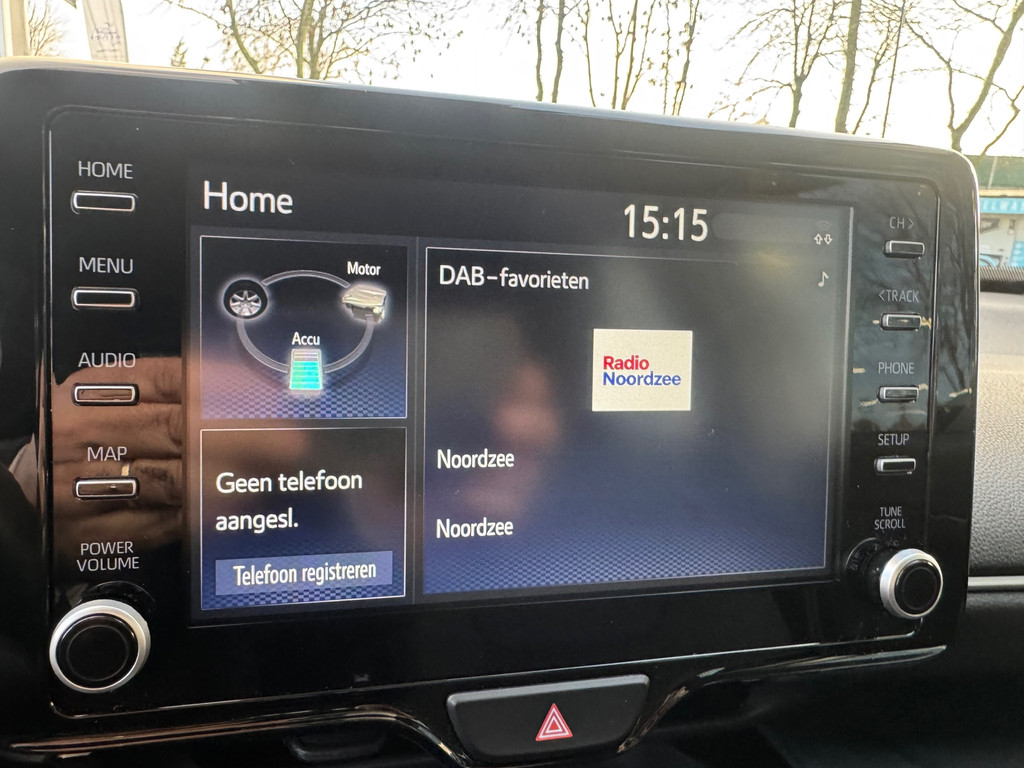 HOME
MENU
AUDIO
MAP
POWER
VOLUME
Home
15:15
Motor
Accu
Geen telefoon
aangesl.
Telefoon registreren
DAB-favorieten
Radio
Noordzee
Noordzee
Noordzee
CH >
< TRACK
PHONE
SETUP
TUNE
SCROLL